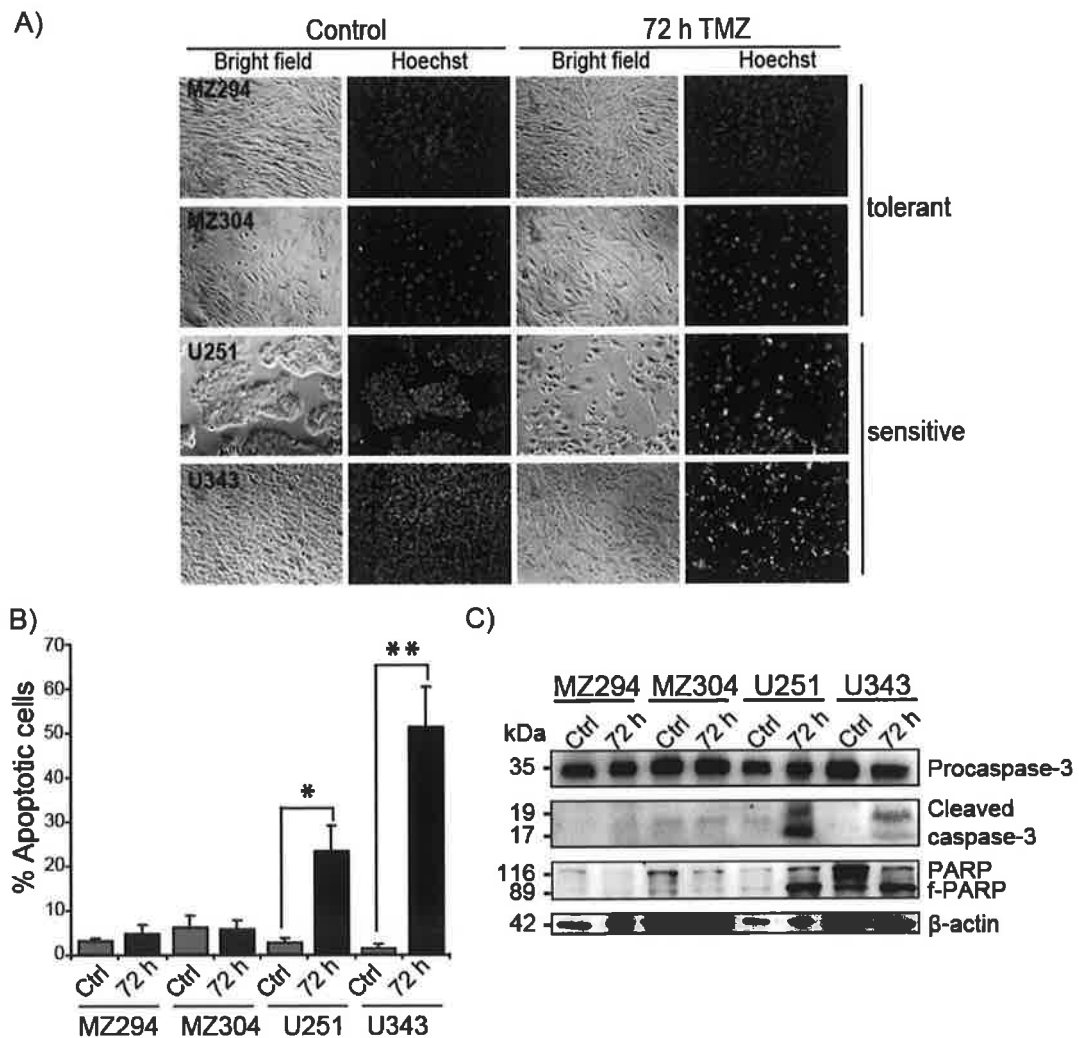 A)
Control
72 h TMZ
Bright field
Hoechst
Bright field
Hoechst
MZ294
MZ304
tolerant
U251
U343
sensitive
B)
% Apoptotic cells
70
60
50
40
30
20
10
0
*
**
Ctrl
72 h
Ctrl
72 h
Ctrl
72 h
Ctrl
72 h
MZ294
MZ304
U251
U343
C)
MZ294
MZ304
U251
U343
kDa
Ctrl
72 h
Ctrl
72 h
Ctrl
72 h
Ctrl
72 h
35
Procaspase-3
19
17
Cleaved
caspase-3
116
PARP
89
f-PARP
42
β-actin